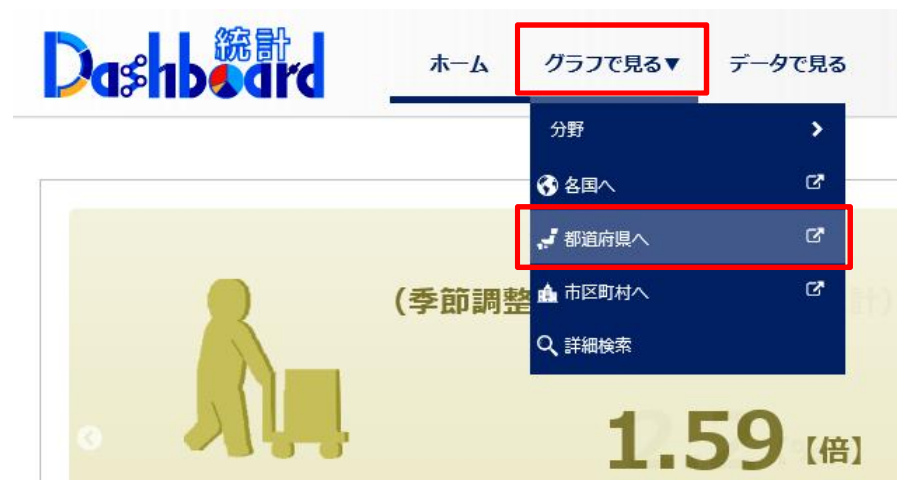 統計
Dashboard
ホーム グラフで見る▼ データで見る
分野
各国へ
都道府県へ
市区町村へ
詳細検索
(季節調整
計)
1.59【倍】